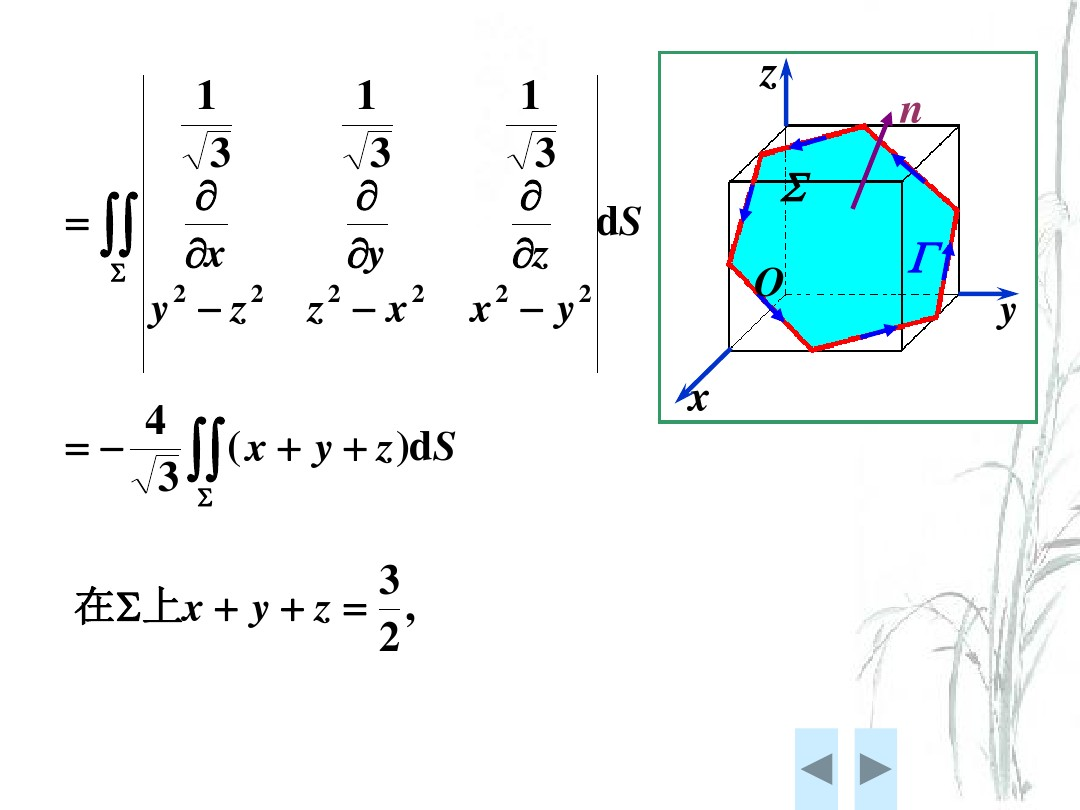 = ∬_Σ | 1/√3 1/√3 1/√3 ; ∂/∂x ∂/∂y ∂/∂z ; y² − z² z² − x² x² − y² | dS
= − 4/√3 ∬_Σ (x + y + z)dS
在Σ上x + y + z = 3/2,
z
n
Σ
Γ
O
y
x